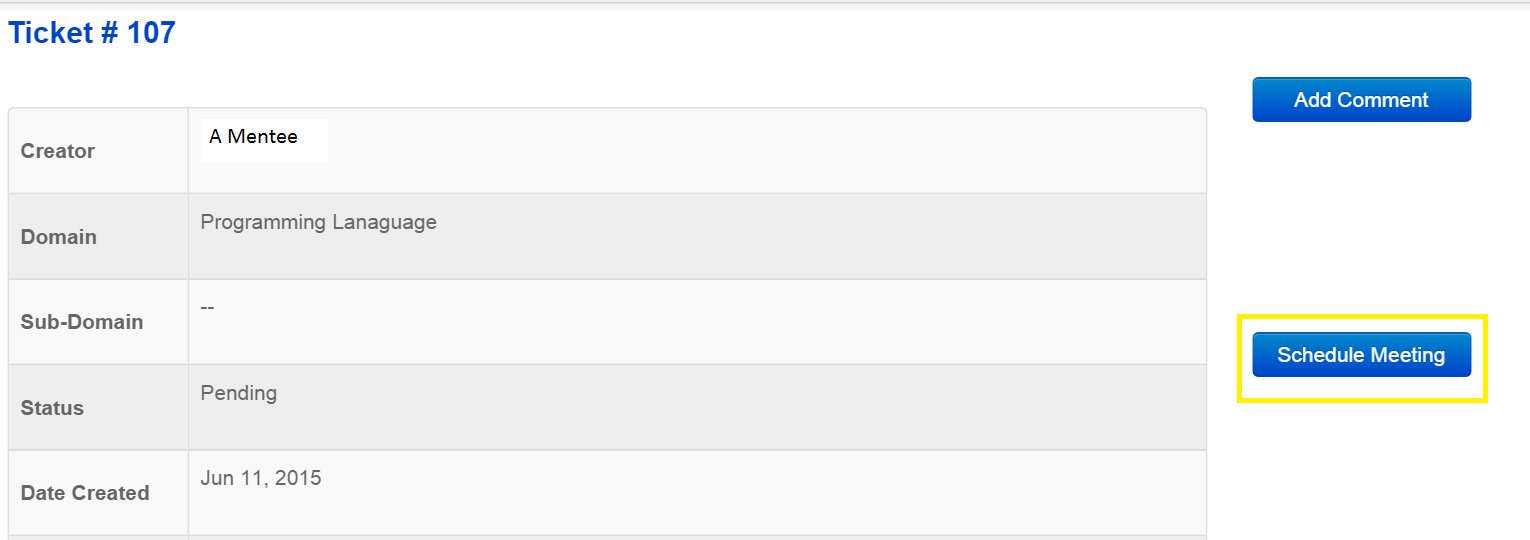 Ticket # 107
Add Comment
Creator
A Mentee
Domain
Programming Lanaguage
Sub-Domain
--
Schedule Meeting
Status
Pending
Date Created
Jun 11, 2015